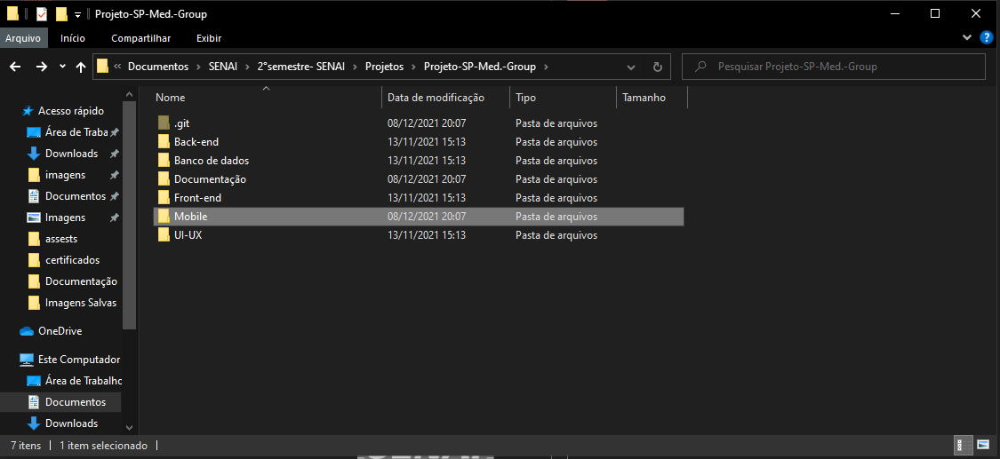 Projeto-SP-Med.-Group
Arquivo Início Compartilhar Exibir
« Documentos > SENAI > 2°semestre- SENAI > Projetos > Projeto-SP-Med.-Group > Pesquisar Projeto-SP-Med.-Group
Nome Data de modificação Tipo Tamanho
Acesso rápido
Área de Traba
Downloads
imagens
Documentos
Imagens
assests
certificados
Documentação
Imagens Salvas
OneDrive
Este Computador
Área de Trabalho
Documentos
Downloads
.git 08/12/2021 20:07 Pasta de arquivos
Back-end 13/11/2021 15:13 Pasta de arquivos
Banco de dados 13/11/2021 15:13 Pasta de arquivos
Documentação 08/12/2021 20:07 Pasta de arquivos
Front-end 13/11/2021 15:13 Pasta de arquivos
Mobile 08/12/2021 20:07 Pasta de arquivos
UI-UX 13/11/2021 15:13 Pasta de arquivos
7 itens 1 item selecionado